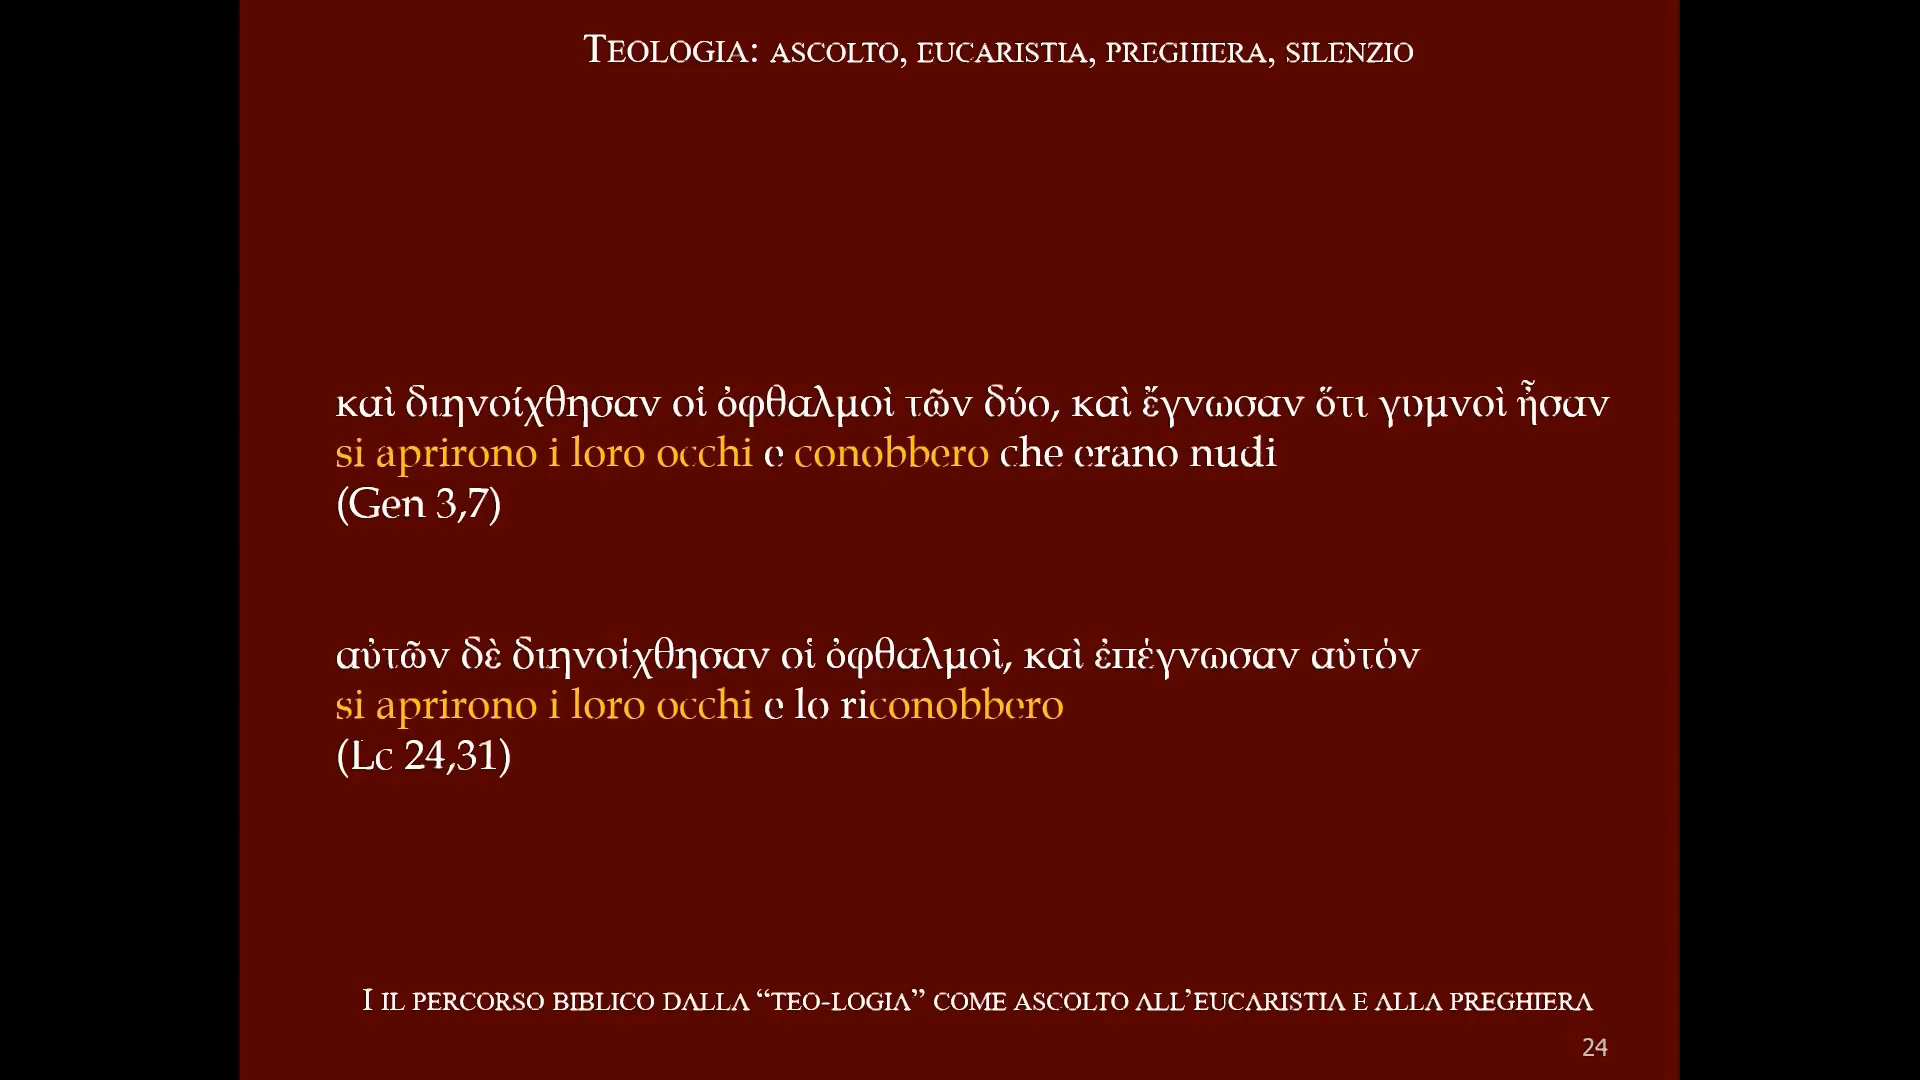 Teologia: ascolto, eucaristia, preghiera, silenzio
καὶ διηνοίχθησαν οἱ ὀφθαλμοὶ τῶν δύο, καὶ ἔγνωσαν ὅτι γυμνοὶ ἦσαν
si aprirono i loro occhi e conobbero che erano nudi
(Gen 3,7)
αὐτῶν δὲ διηνοίχθησαν οἱ ὀφθαλμοὶ, καὶ ἐπέγνωσαν αὐτόν
si aprirono i loro occhi e lo riconobbero
(Lc 24,31)
I il percorso biblico dalla “teo-logia” come ascolto all’eucaristia e alla preghiera
24